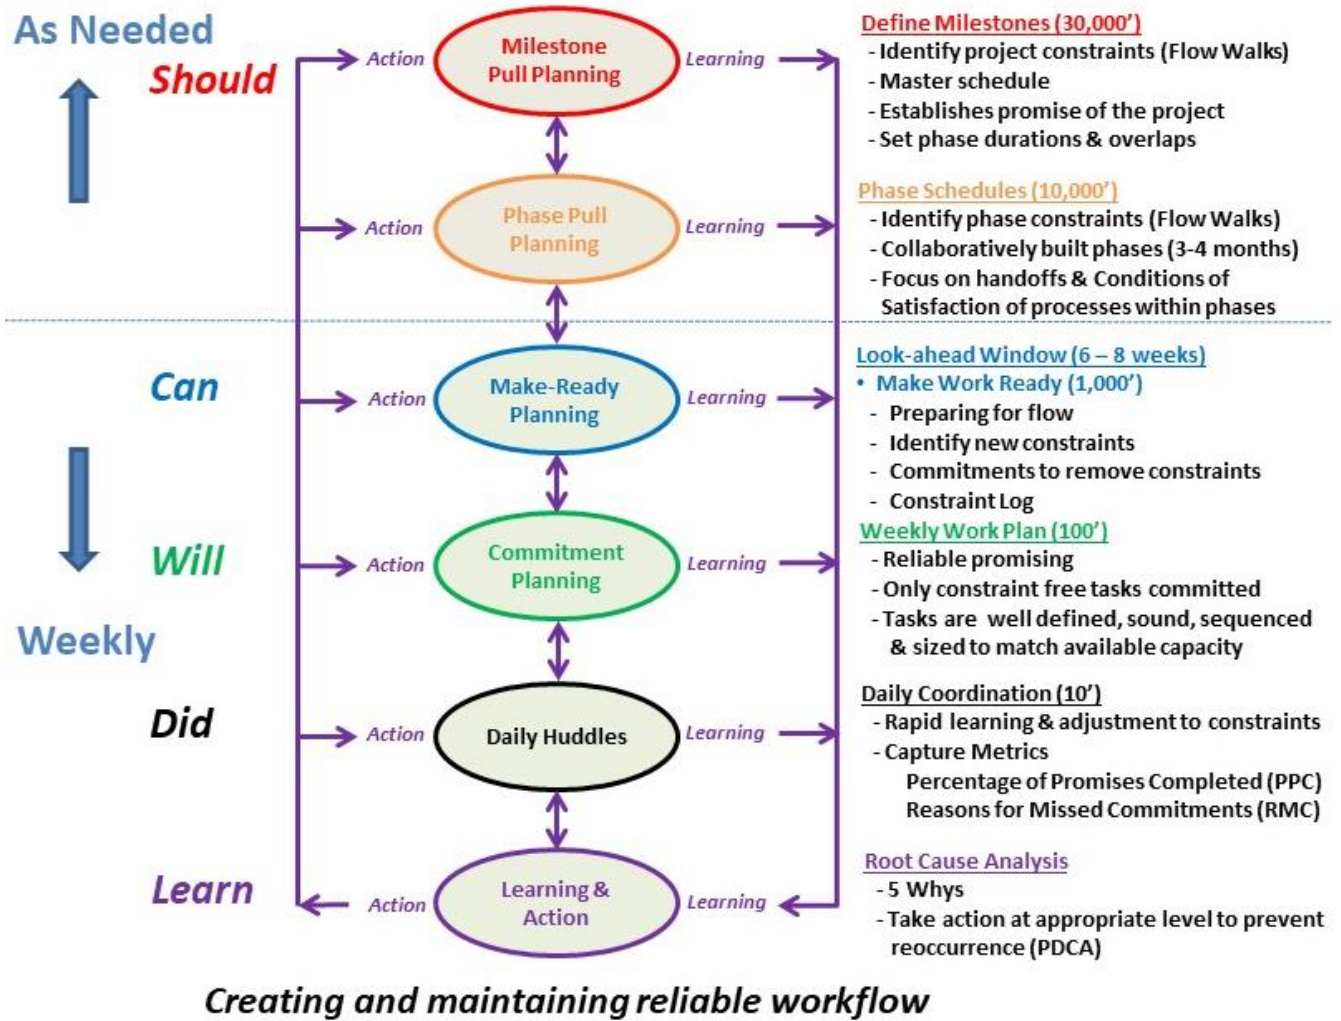 As Needed
Should
Action
Milestone
Pull Planning
Learning
Define Milestones (30,000’)
- Identify project constraints (Flow Walks)
- Master schedule
- Establishes promise of the project
- Set phase durations & overlaps
Action
Phase Pull
Planning
Learning
Phase Schedules (10,000’)
- Identify phase constraints (Flow Walks)
- Collaboratively built phases (3-4 months)
- Focus on handoffs & Conditions of
Satisfaction of processes within phases
Can
Action
Make-Ready
Planning
Learning
Look-ahead Window (6 – 8 weeks)
• Make Work Ready (1,000’)
- Preparing for flow
- Identify new constraints
- Commitments to remove constraints
- Constraint Log
Will
Action
Commitment
Planning
Learning
Weekly Work Plan (100’)
- Reliable promising
- Only constraint free tasks committed
- Tasks are well defined, sound, sequenced
& sized to match available capacity
Weekly
Did
Action
Daily Huddles
Learning
Daily Coordination (10’)
- Rapid learning & adjustment to constraints
- Capture Metrics
Percentage of Promises Completed (PPC)
Reasons for Missed Commitments (RMC)
Learn
Action
Learning &
Action
Learning
Root Cause Analysis
- 5 Whys
- Take action at appropriate level to prevent
reoccurrence (PDCA)
Creating and maintaining reliable workflow